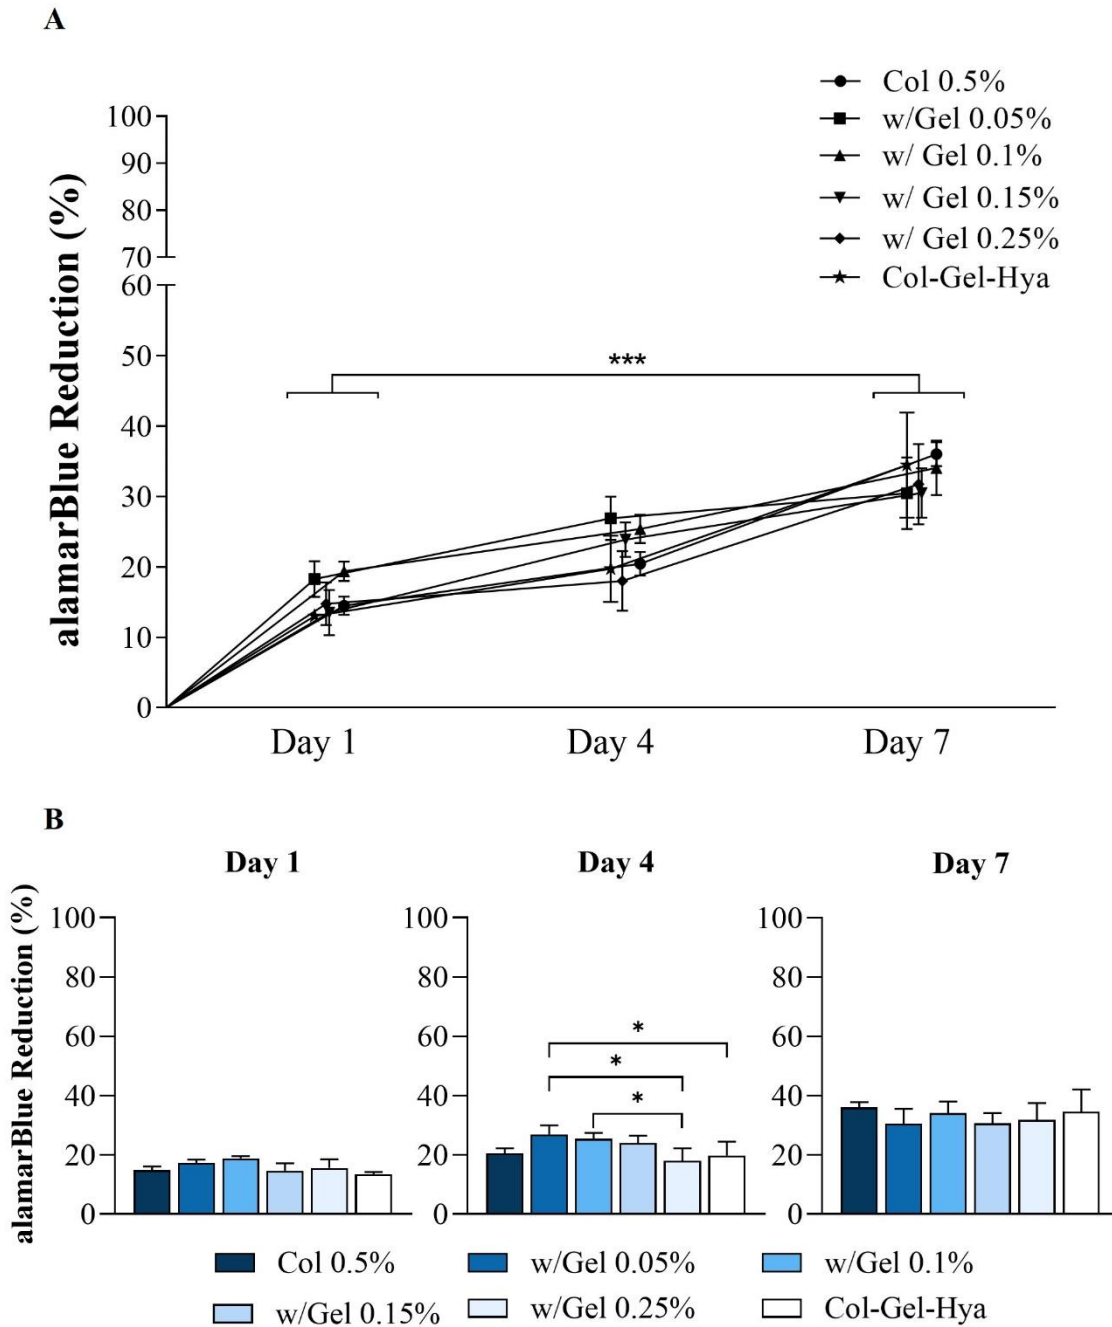 A
Col 0.5%
w/Gel 0.05%
w/ Gel 0.1%
w/ Gel 0.15%
w/ Gel 0.25%
Col-Gel-Hya
alamarBlue Reduction (%)
100
90
80
70
60
50
40
30
20
10
0
***
Day 1 Day 4 Day 7
B
Day 1 Day 4 Day 7
alamarBlue Reduction (%)
100
80
60
40
20
0
100
80
60
40
20
0
*
*
*
100
80
60
40
20
0
Col 0.5% w/Gel 0.05% w/Gel 0.1%
w/Gel 0.15% w/Gel 0.25% Col-Gel-Hya